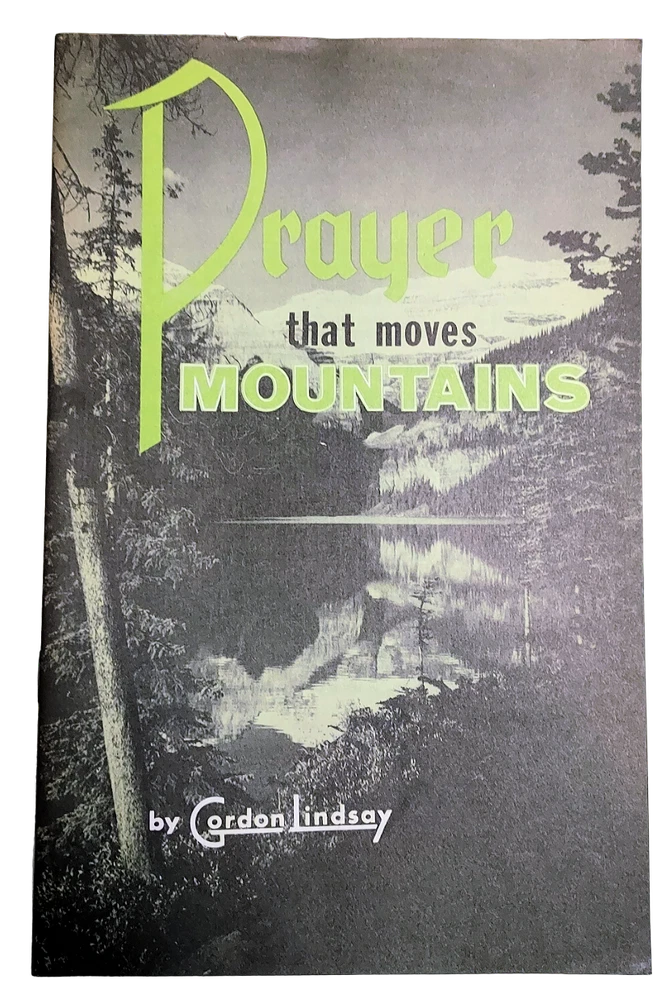 Prayer
that moves
MOUNTAINS
by Gordon Lindsay